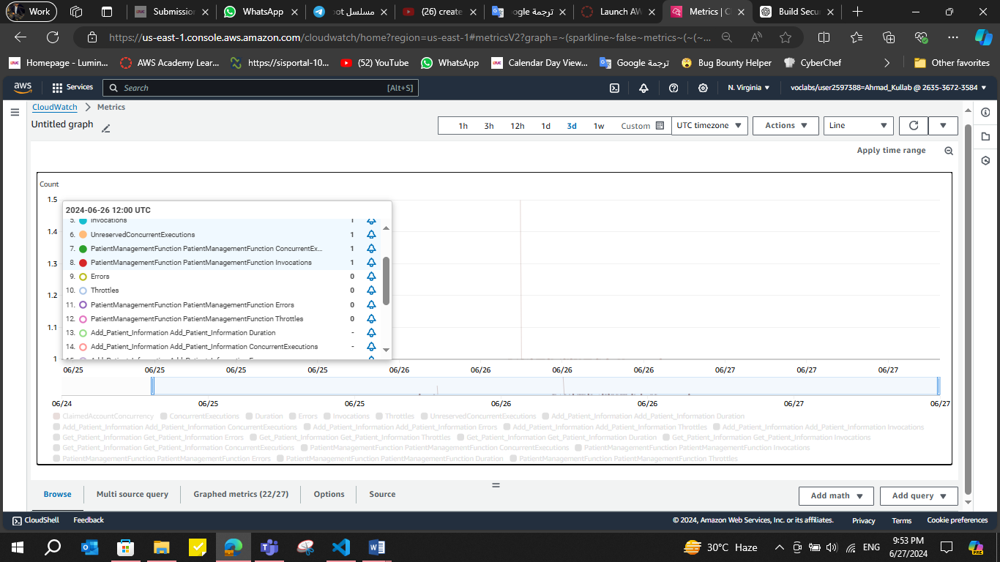 Work
Submission
WhatsApp
مسلسل bot
(26) create
ترجمة oogle
Launch AW
Metrics | C
Build Secu
https://us-east-1.console.aws.amazon.com/cloudwatch/home?region=us-east-1#metricsV2?graph=~(sparkline~false~metrics~(~(~...
Homepage - Lumin...
AWS Academy Lear...
https://sisportal-10...
(52) YouTube
WhatsApp
Calendar Day View...
Google ترجمة
Bug Bounty Helper
CyberChef
Other favorites
aws
Services
Search
[Alt+S]
N. Virginia
voclabs/user2597388=Ahmad_Kullab @ 2635-3672-3584
CloudWatch > Metrics
Untitled graph
1h 3h 12h 1d 3d 1w Custom
UTC timezone
Actions
Line
Apply time range
Count
1.5
1.4
1.3
1.2
1.1
1
2024-06-26 12:00 UTC
5. Invocations 1
6. UnreservedConcurrentExecutions 1
7. PatientManagementFunction PatientManagementFunction ConcurrentEx... 1
8. PatientManagementFunction PatientManagementFunction Invocations 1
9. Errors 0
10. Throttles 0
11. PatientManagementFunction PatientManagementFunction Errors 0
12. PatientManagementFunction PatientManagementFunction Throttles 0
13. Add_Patient_Information Add_Patient_Information Duration -
14. Add_Patient_Information Add_Patient_Information ConcurrentExecutions -
06/25 06/25 06/25 06/25 06/26 06/26 06/26 06/26 06/27 06/27 06/27
06/24 06/25 06/25 06/26 06/26 06/27 06/27
ClaimedAccountConcurrency ConcurrentExecutions Duration Errors Invocations Throttles UnreservedConcurrentExecutions Add_Patient_Information Add_Patient_Information Duration
Add_Patient_Information Add_Patient_Information ConcurrentExecutions Add_Patient_Information Add_Patient_Information Errors Add_Patient_Information Add_Patient_Information Throttles Add_Patient_Information Add_Patient_Information Invocations
Get_Patient_Information Get_Patient_Information Errors Get_Patient_Information Get_Patient_Information Throttles Get_Patient_Information Get_Patient_Information Duration Get_Patient_Information Get_Patient_Information Invocations
Get_Patient_Information Get_Patient_Information ConcurrentExecutions PatientManagementFunction PatientManagementFunction ConcurrentExecutions PatientManagementFunction PatientManagementFunction Invocations
PatientManagementFunction PatientManagementFunction Errors PatientManagementFunction PatientManagementFunction Duration PatientManagementFunction PatientManagementFunction Throttles
Browse
Multi source query
Graphed metrics (22/27)
Options
Source
Add math
Add query
CloudShell
Feedback
© 2024, Amazon Web Services, Inc. or its affiliates.
Privacy
Terms
Cookie preferences
30°C Haze
ENG
9:53 PM
6/27/2024